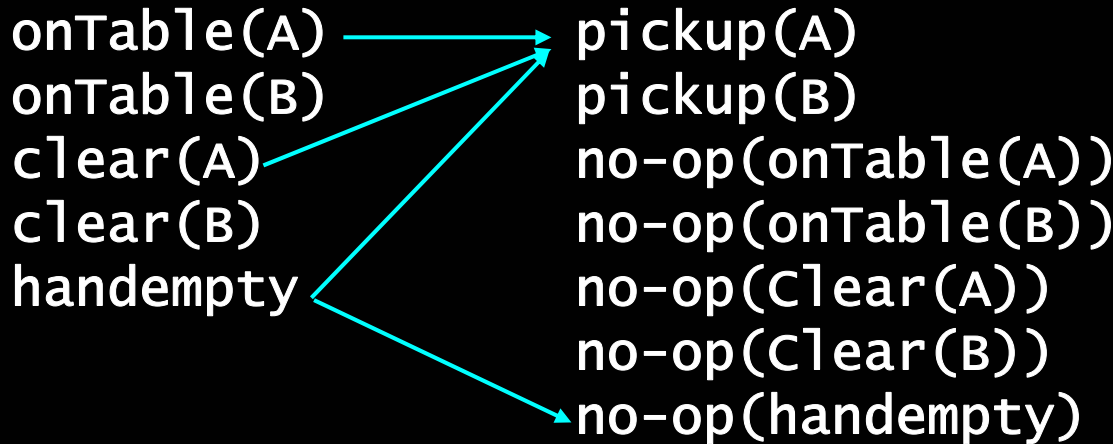 onTable(A)
onTable(B)
clear(A)
clear(B)
handempty
pickup(A)
pickup(B)
no-op(onTable(A))
no-op(onTable(B))
no-op(Clear(A))
no-op(Clear(B))
no-op(handempty)